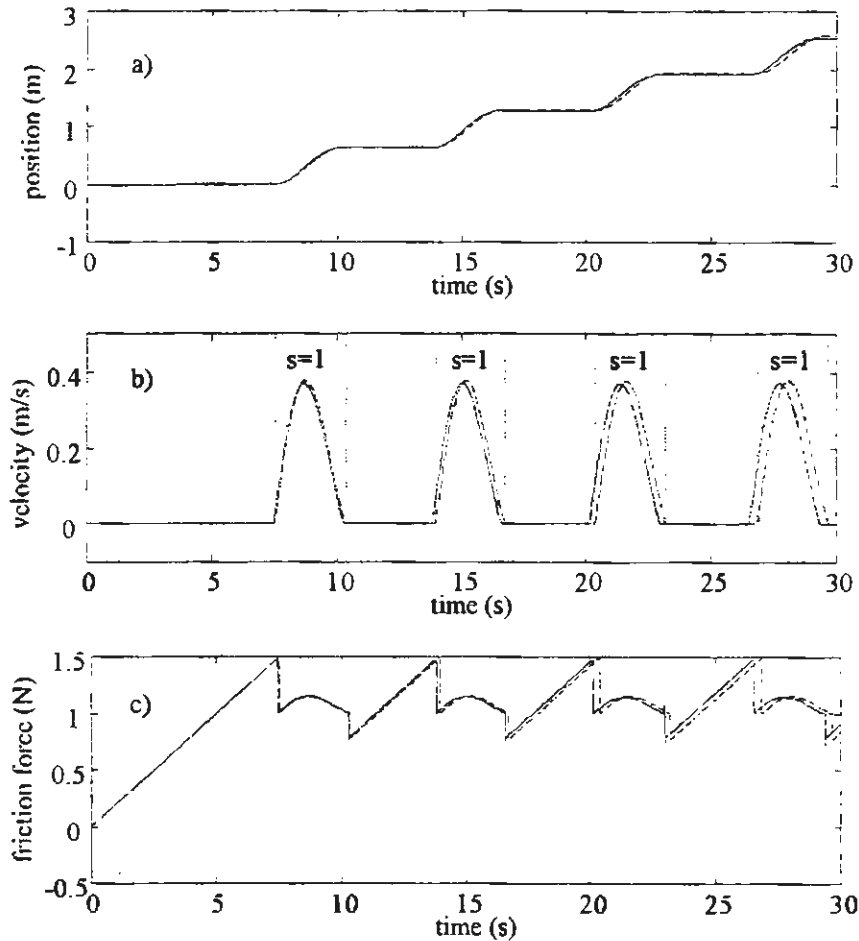 3
2
1
0
-1
position (m)
a)
0 5 10 15 20 25 30
time (s)
0.4
0.2
0
velocity (m/s)
b)
s=1 s=1 s=1 s=1
0 5 10 15 20 25 30
time (s)
1.5
1
0.5
0
-0.5
friction force (N)
c)
0 5 10 15 20 25 30
time (s)